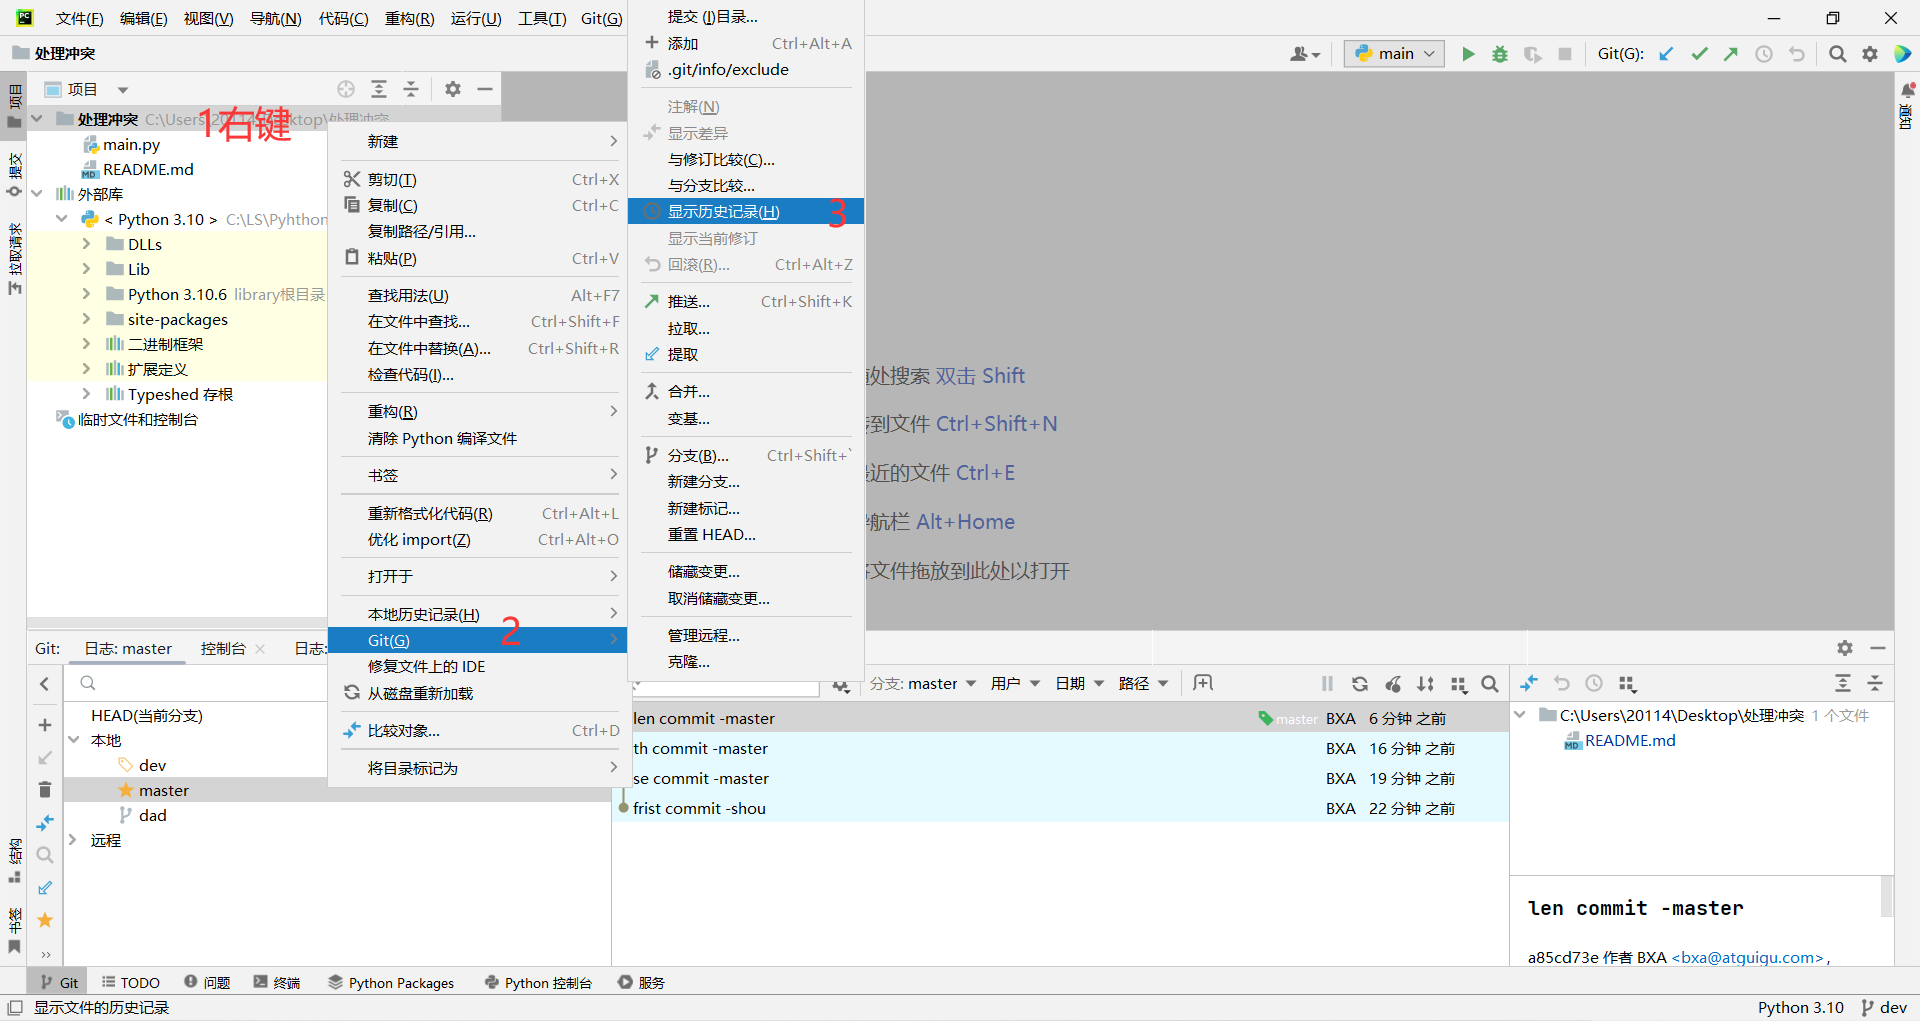 文件(F) 编辑(E) 视图(V) 导航(N) 代码(C) 重构(R) 运行(U) 工具(T) Git(G)
处理冲突
main
Git(G):
项目
处理冲突 C:\Users\20114\Desktop\处理冲突
1右键
main.py
README.md
外部库
< Python 3.10 > C:\LS\Pyhthon
DLLs
Lib
Python 3.10.6 library根目录
site-packages
二进制框架
扩展定义
Typeshed 存根
临时文件和控制台
项目
提交
拉取请求
结构
书签
通知
新建
剪切(T) Ctrl+X
复制(C) Ctrl+C
复制路径/引用...
粘贴(P) Ctrl+V
查找用法(U) Alt+F7
在文件中查找... Ctrl+Shift+F
在文件中替换(A)... Ctrl+Shift+R
检查代码(I)...
重构(R)
清除 Python 编译文件
书签
重新格式化代码(R) Ctrl+Alt+L
优化 import(Z) Ctrl+Alt+O
打开于
本地历史记录(H)
Git(G) 2
修复文件上的 IDE
从磁盘重新加载
比较对象... Ctrl+D
将目录标记为
提交 (I)目录...
添加 Ctrl+Alt+A
.git/info/exclude
注解(N)
显示差异
与修订比较(C)...
与分支比较...
显示历史记录(H) 3
显示当前修订
回滚(R)... Ctrl+Alt+Z
推送... Ctrl+Shift+K
拉取...
提取
合并...
变基...
分支(B)... Ctrl+Shift+`
新建分支...
新建标记...
重置 HEAD...
储藏变更...
取消储藏变更...
管理远程...
克隆...
处搜索 双击 Shift
到文件 Ctrl+Shift+N
近的文件 Ctrl+E
航栏 Alt+Home
文件拖放到此处以打开
Git: 日志: master 控制台 日志:
HEAD(当前分支)
本地
dev
master
dad
远程
分支: master 用户 日期 路径
len commit -master master BXA 6 分钟 之前
th commit -master BXA 16 分钟 之前
se commit -master BXA 19 分钟 之前
frist commit -shou BXA 22 分钟 之前
C:\Users\20114\Desktop\处理冲突 1 个文件
README.md
len commit -master
a85cd73e 作者 BXA <bxa@atguigu.com>,
Git TODO 问题 终端 Python Packages Python 控制台 服务
显示文件的历史记录
Python 3.10 dev